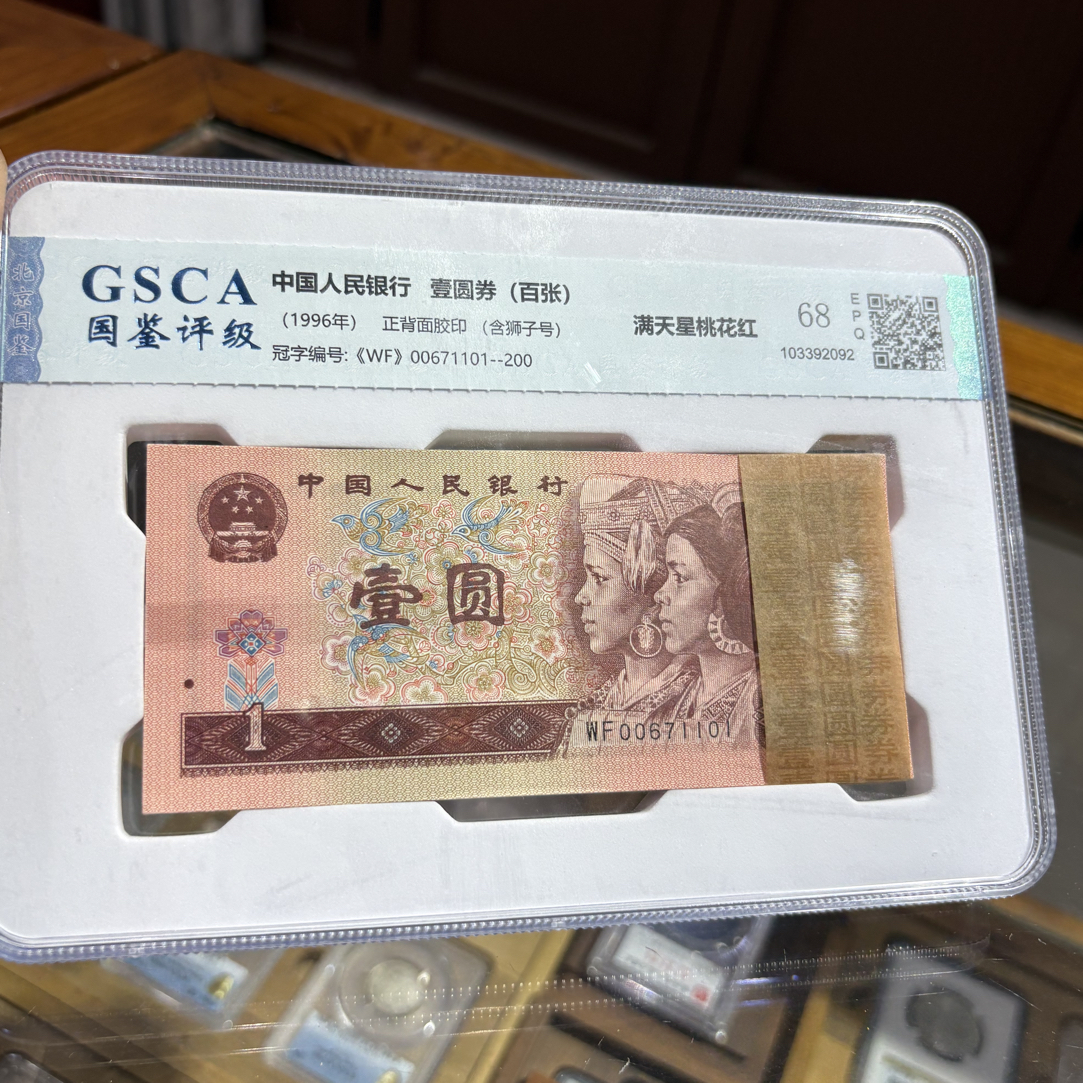 北京国鉴
GSCA
国鉴评级
中国人民银行 壹圆券（百张）
（1996年） 正背面胶印 （含狮子号）
冠字编号:《WF》00671101--200
满天星桃花红
68
EPQ
103392092
中国人民银行
壹圆
1
WF00671101